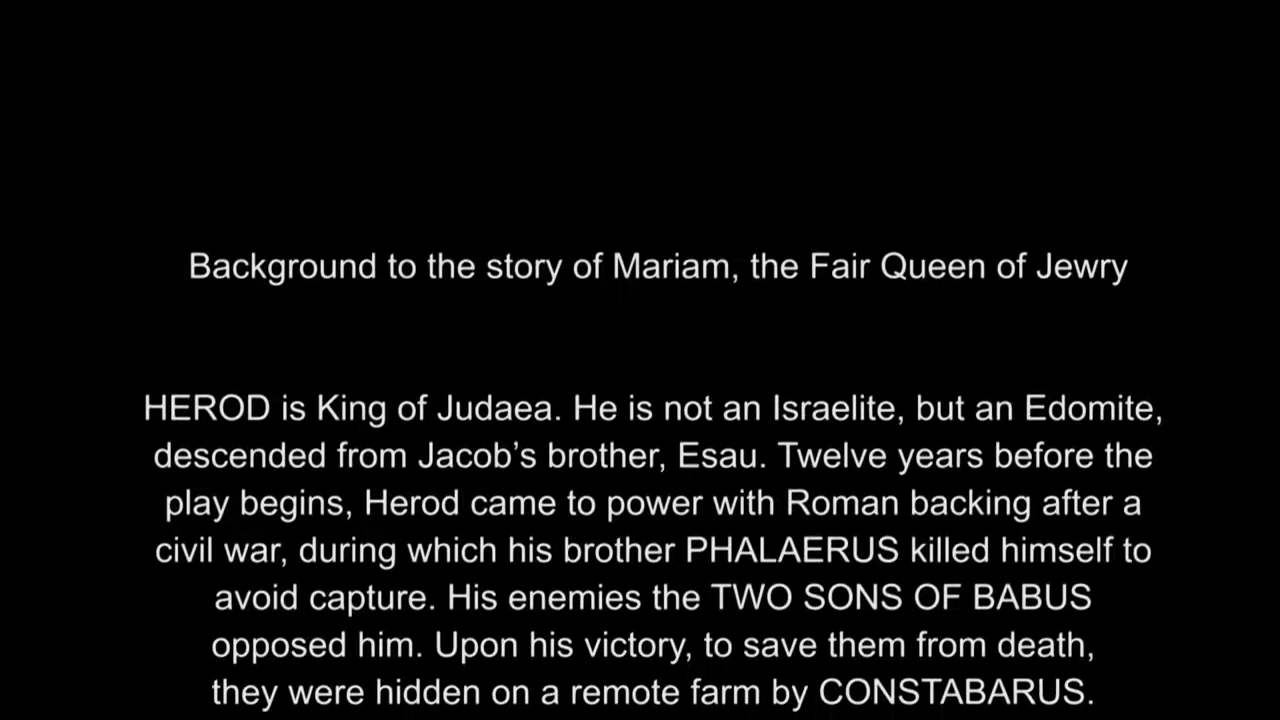 Background to the story of Mariam, the Fair Queen of Jewry
HEROD is King of Judaea. He is not an Israelite, but an Edomite,
descended from Jacob’s brother, Esau. Twelve years before the
play begins, Herod came to power with Roman backing after a
civil war, during which his brother PHALAERUS killed himself to
avoid capture. His enemies the TWO SONS OF BABUS
opposed him. Upon his victory, to save them from death,
they were hidden on a remote farm by CONSTABARUS.